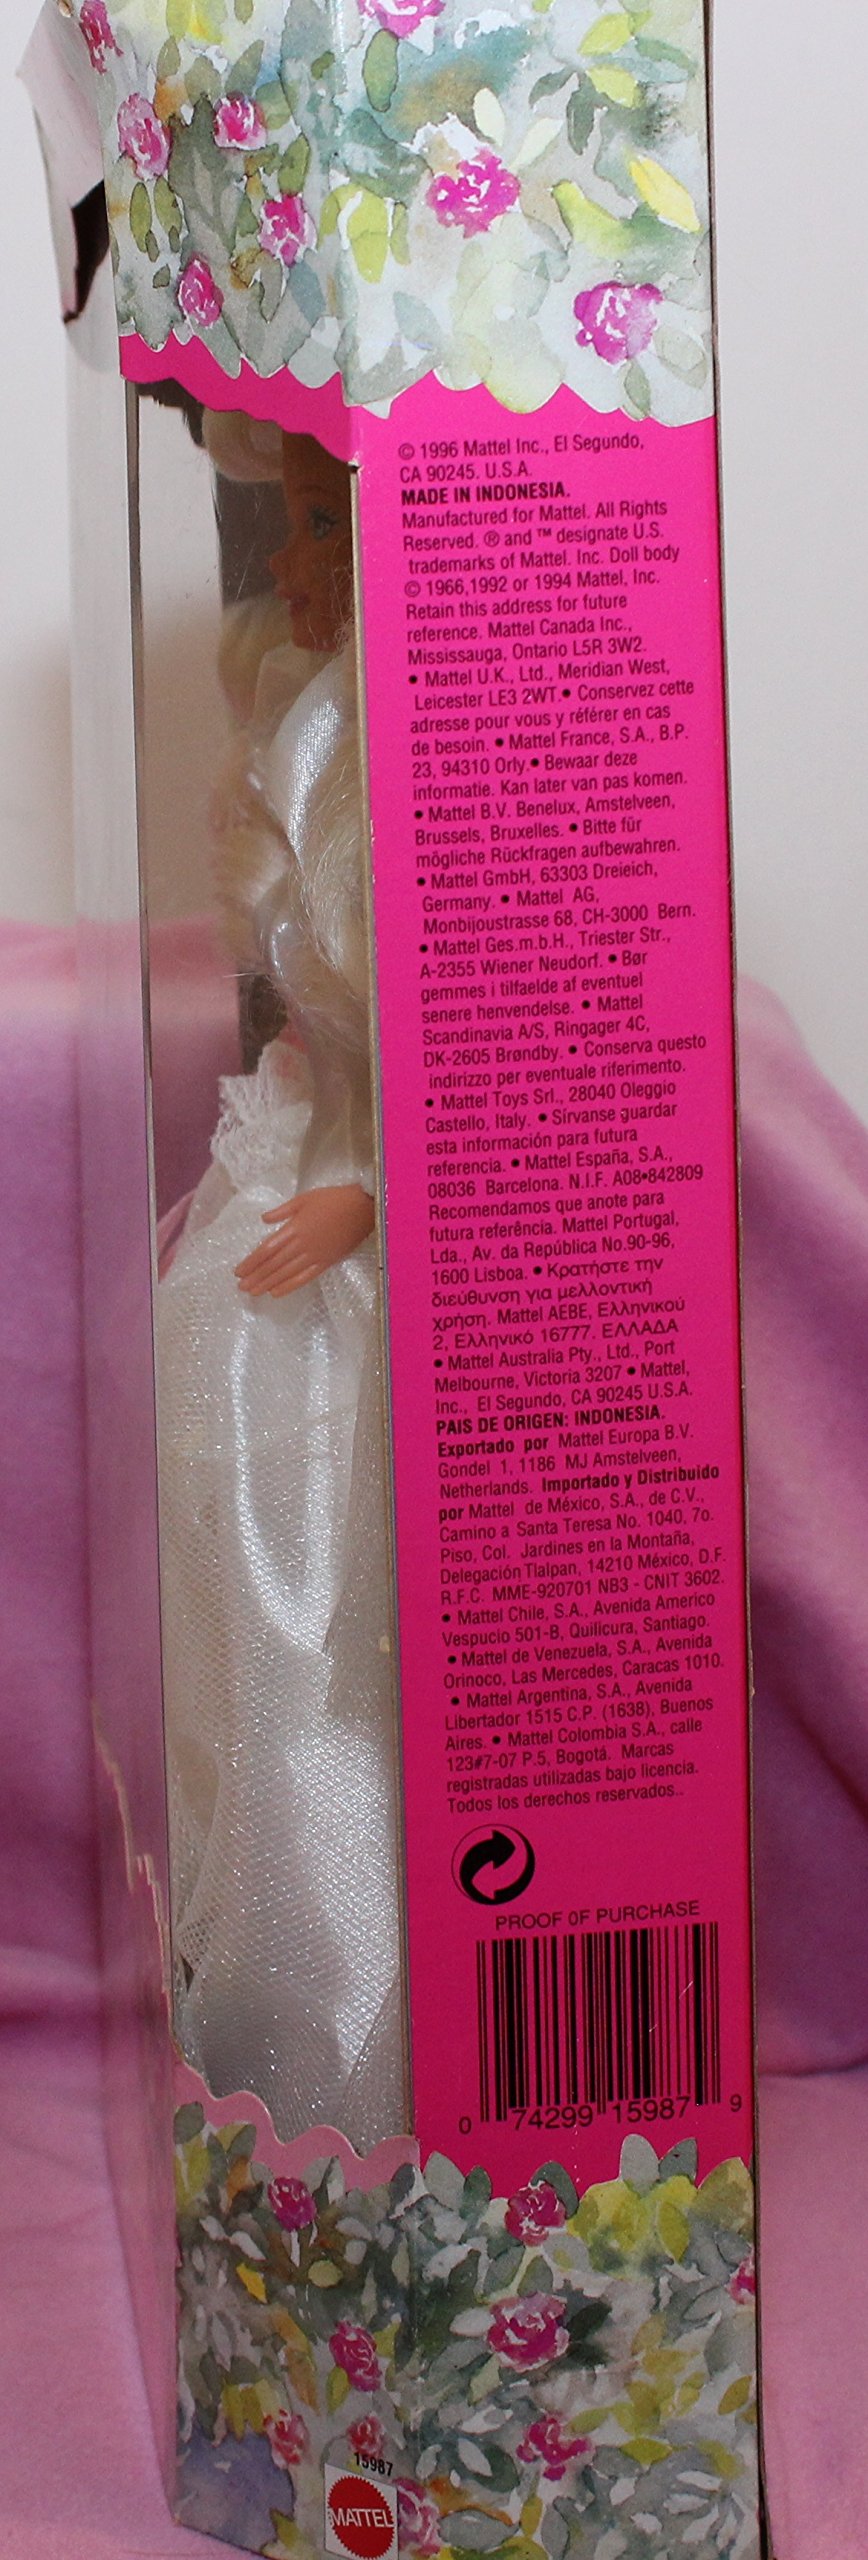 © 1996 Mattel Inc., El Segundo,
CA 90245. U.S.A.
MADE IN INDONESIA.
Manufactured for Mattel. All Rights
Reserved. ® and ™ designate U.S.
trademarks of Mattel. Inc. Doll body
© 1966,1992 or 1994 Mattel, Inc.
Retain this address for future
reference. Mattel Canada Inc.,
Mississauga, Ontario L5R 3W2.
• Mattel U.K., Ltd., Meridian West,
Leicester LE3 2WT.• Conservez cette
adresse pour vous y référer en cas
de besoin. • Mattel France, S.A., B.P.
23, 94310 Orly.• Bewaar deze
informatie. Kan later van pas komen.
• Mattel B.V. Benelux, Amstelveen,
Brussels, Bruxelles. • Bitte für
mögliche Rückfragen aufbewahren.
• Mattel GmbH, 63303 Dreieich,
Germany. • Mattel AG,
Monbijoustrasse 68, CH-3000 Bern.
• Mattel Ges.m.b.H., Triester Str.,
A-2355 Wiener Neudorf. • Bør
gemmes i tilfaelde af eventuel
senere henvendelse. • Mattel
Scandinavia A/S, Ringager 4C,
DK-2605 Brøndby. • Conserva questo
indirizzo per eventuale riferimento.
• Mattel Toys Srl., 28040 Oleggio
Castello, Italy. • Sírvanse guardar
esta información para futura
referencia. • Mattel España, S.A.,
08036 Barcelona. N.I.F. A08•842809
Recomendamos que anote para
futura referência. Mattel Portugal,
Lda., Av. da República No.90-96,
1600 Lisboa. • Κρατήστε την
διεύθυνση για μελλοντική
χρήση. Mattel AEBE, Ελληνικού
2, Ελληνικό 16777. ΕΛΛΑΔΑ
• Mattel Australia Pty., Ltd., Port
Melbourne, Victoria 3207 • Mattel,
Inc., El Segundo, CA 90245 U.S.A.
PAIS DE ORIGEN: INDONESIA.
Exportado por Mattel Europa B.V.
Gondel 1, 1186 MJ Amstelveen,
Netherlands. Importado y Distribuido
por Mattel de México, S.A., de C.V.,
Camino a Santa Teresa No. 1040, 7o.
Piso, Col. Jardines en la Montaña,
Delegación Tlalpan, 14210 México, D.F.
R.F.C. MME-920701 NB3 - CNIT 3602.
• Mattel Chile, S.A., Avenida Americo
Vespucio 501-B, Quilicura, Santiago.
• Mattel de Venezuela, S.A., Avenida
Orinoco, Las Mercedes, Caracas 1010.
• Mattel Argentina, S.A., Avenida
Libertador 1515 C.P. (1638), Buenos
Aires. • Mattel Colombia S.A., calle
123#7-07 P.5, Bogotá. Marcas
registradas utilizadas bajo licencia.
Todos los derechos reservados..
PROOF OF PURCHASE
0 74299 15987 9
15987
MATTEL